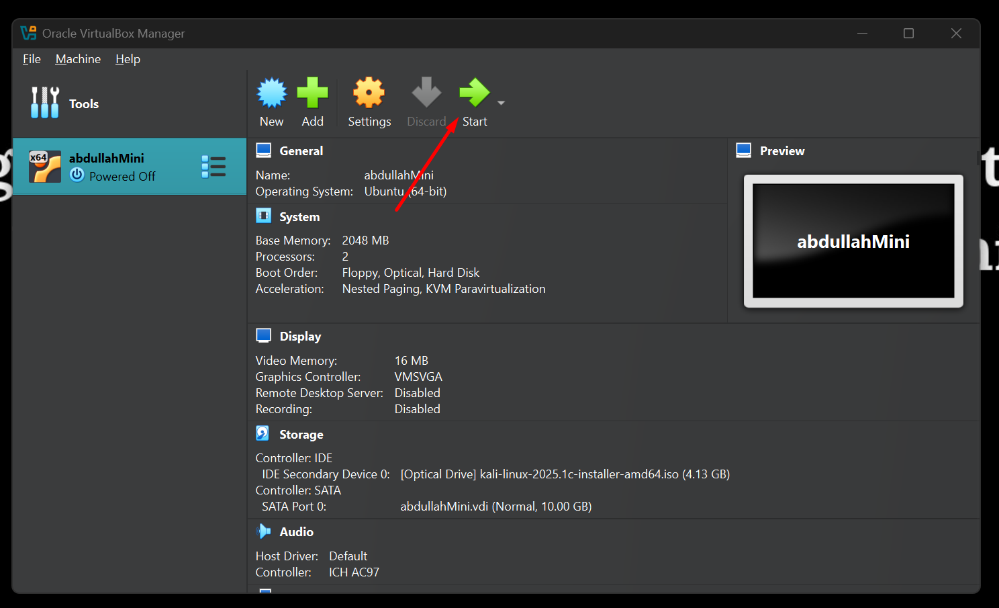 Oracle VirtualBox Manager
File Machine Help
Tools
New Add Settings Discard Start
x64
abdullahMini
Powered Off
General
Name: abdullahMini
Operating System: Ubuntu (64-bit)
Preview
abdullahMini
System
Base Memory: 2048 MB
Processors: 2
Boot Order: Floppy, Optical, Hard Disk
Acceleration: Nested Paging, KVM Paravirtualization
Display
Video Memory: 16 MB
Graphics Controller: VMSVGA
Remote Desktop Server: Disabled
Recording: Disabled
Storage
Controller: IDE
IDE Secondary Device 0: [Optical Drive] kali-linux-2025.1c-installer-amd64.iso (4.13 GB)
Controller: SATA
SATA Port 0: abdullahMini.vdi (Normal, 10.00 GB)
Audio
Host Driver: Default
Controller: ICH AC97